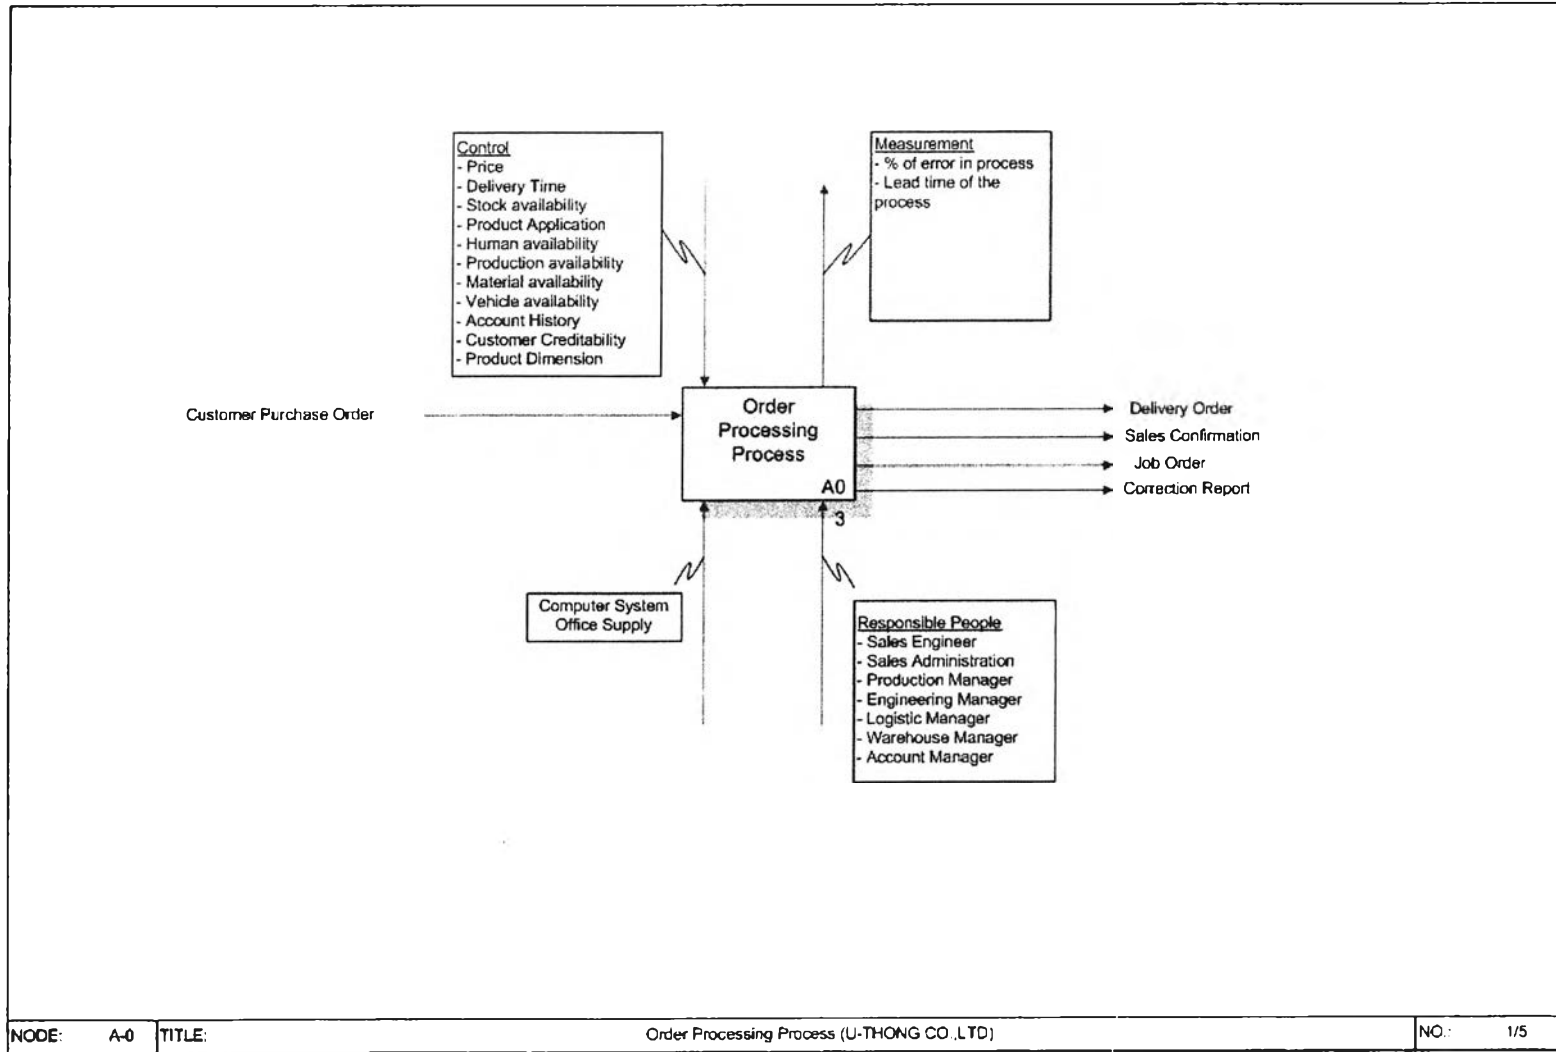 Control
- Price
- Delivery Time
- Stock availability
- Product Application
- Human availability
- Production availability
- Material availability
- Vehicle availability
- Account History
- Customer Creditability
- Product Dimension
Measurement
- % of error in process
- Lead time of the
process
Customer Purchase Order
Order
Processing
Process
A0
3
Delivery Order
Sales Confirmation
Job Order
Correction Report
Computer System
Office Supply
Responsible People
- Sales Engineer
- Sales Administration
- Production Manager
- Engineering Manager
- Logistic Manager
- Warehouse Manager
- Account Manager
NODE: A-0 TITLE: Order Processing Process (U-THONG CO.,LTD) NO.: 1/5